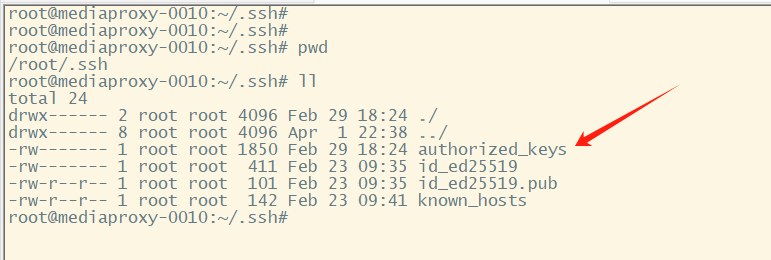 root@mediaproxy-0010:~/.ssh#
root@mediaproxy-0010:~/.ssh#
root@mediaproxy-0010:~/.ssh# pwd
/root/.ssh
root@mediaproxy-0010:~/.ssh# ll
total 24
drwx------ 2 root root 4096 Feb 29 18:24 ./
drwx------ 8 root root 4096 Apr  1 22:38 ../
-rw------- 1 root root 1850 Feb 29 18:24 authorized_keys
-rw------- 1 root root  411 Feb 23 09:35 id_ed25519
-rw-r--r-- 1 root root  101 Feb 23 09:35 id_ed25519.pub
-rw-r--r-- 1 root root  142 Feb 23 09:41 known_hosts
root@mediaproxy-0010:~/.ssh#